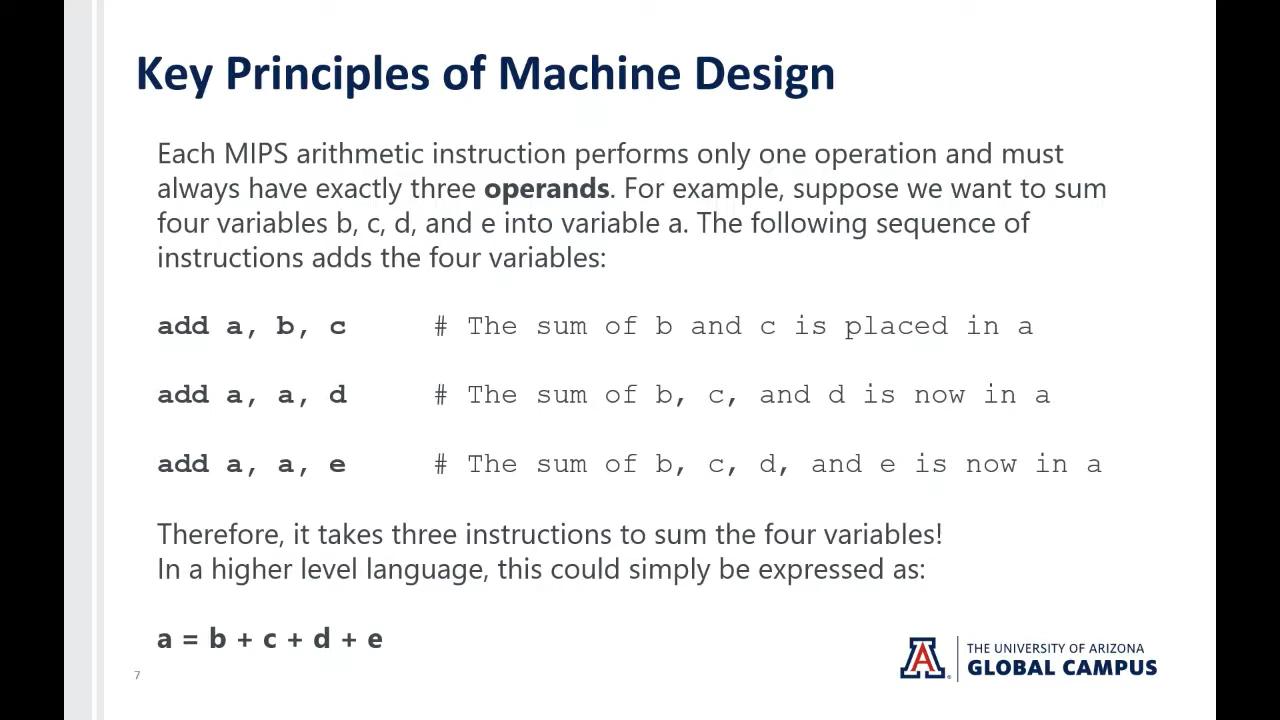 Key Principles of Machine Design
Each MIPS arithmetic instruction performs only one operation and must
always have exactly three operands. For example, suppose we want to sum
four variables b, c, d, and e into variable a. The following sequence of
instructions adds the four variables:
add a, b, c # The sum of b and c is placed in a
add a, a, d # The sum of b, c, and d is now in a
add a, a, e # The sum of b, c, d, and e is now in a
Therefore, it takes three instructions to sum the four variables!
In a higher level language, this could simply be expressed as:
a = b + c + d + e
7
A
THE UNIVERSITY OF ARIZONA
GLOBAL CAMPUS